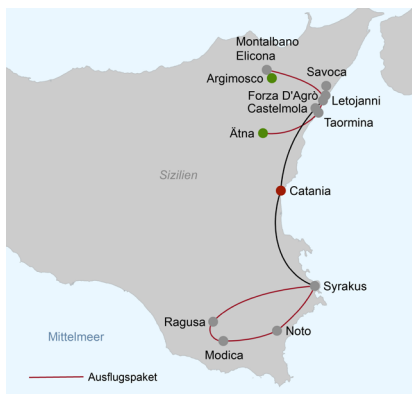 Montalbano
Elicona
Argimosco
Savoca
Forza D'Agrò
Letojanni
Castelmola
Taormina
Ätna
Sizilien
Catania
Syrakus
Ragusa
Noto
Mittelmeer
Modica
Ausflugspaket